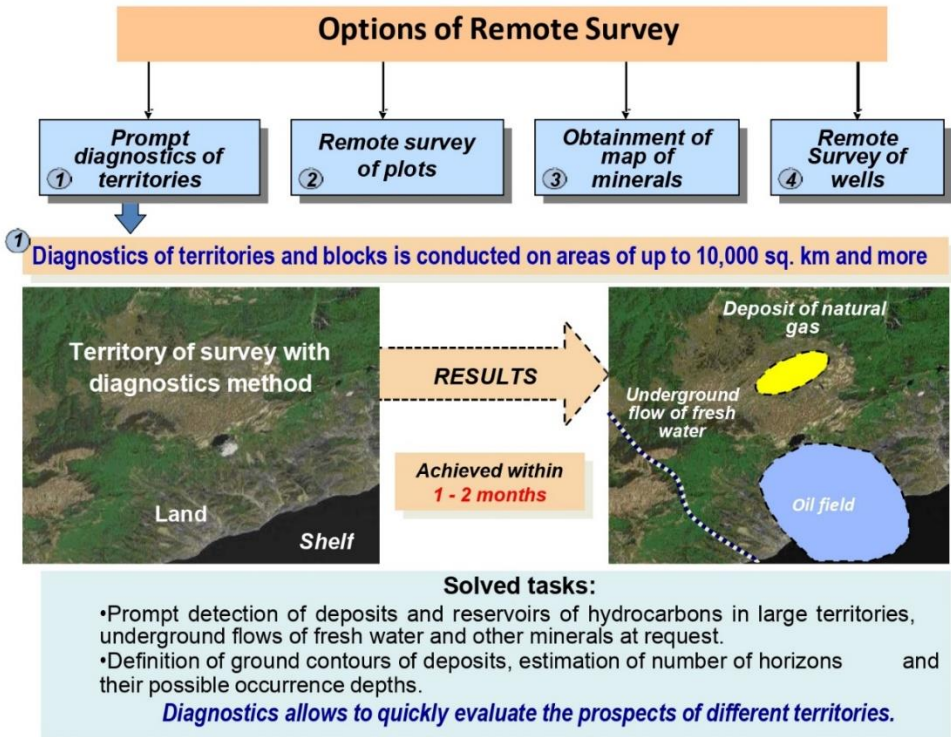 Options of Remote Survey
Prompt
diagnostics of
territories
1
Remote survey
of plots
2
Obtainment of
map of
minerals
3
Remote
Survey of
wells
4
1
Diagnostics of territories and blocks is conducted on areas of up to 10,000 sq. km and more
Territory of survey with
diagnostics method
Land
Shelf
RESULTS
Achieved within
1 - 2 months
Deposit of natural
gas
Underground
flow of fresh
water
Oil field
Solved tasks:
•Prompt detection of deposits and reservoirs of hydrocarbons in large territories,
underground flows of fresh water and other minerals at request.
•Definition of ground contours of deposits, estimation of number of horizons and
their possible occurrence depths.
Diagnostics allows to quickly evaluate the prospects of different territories.